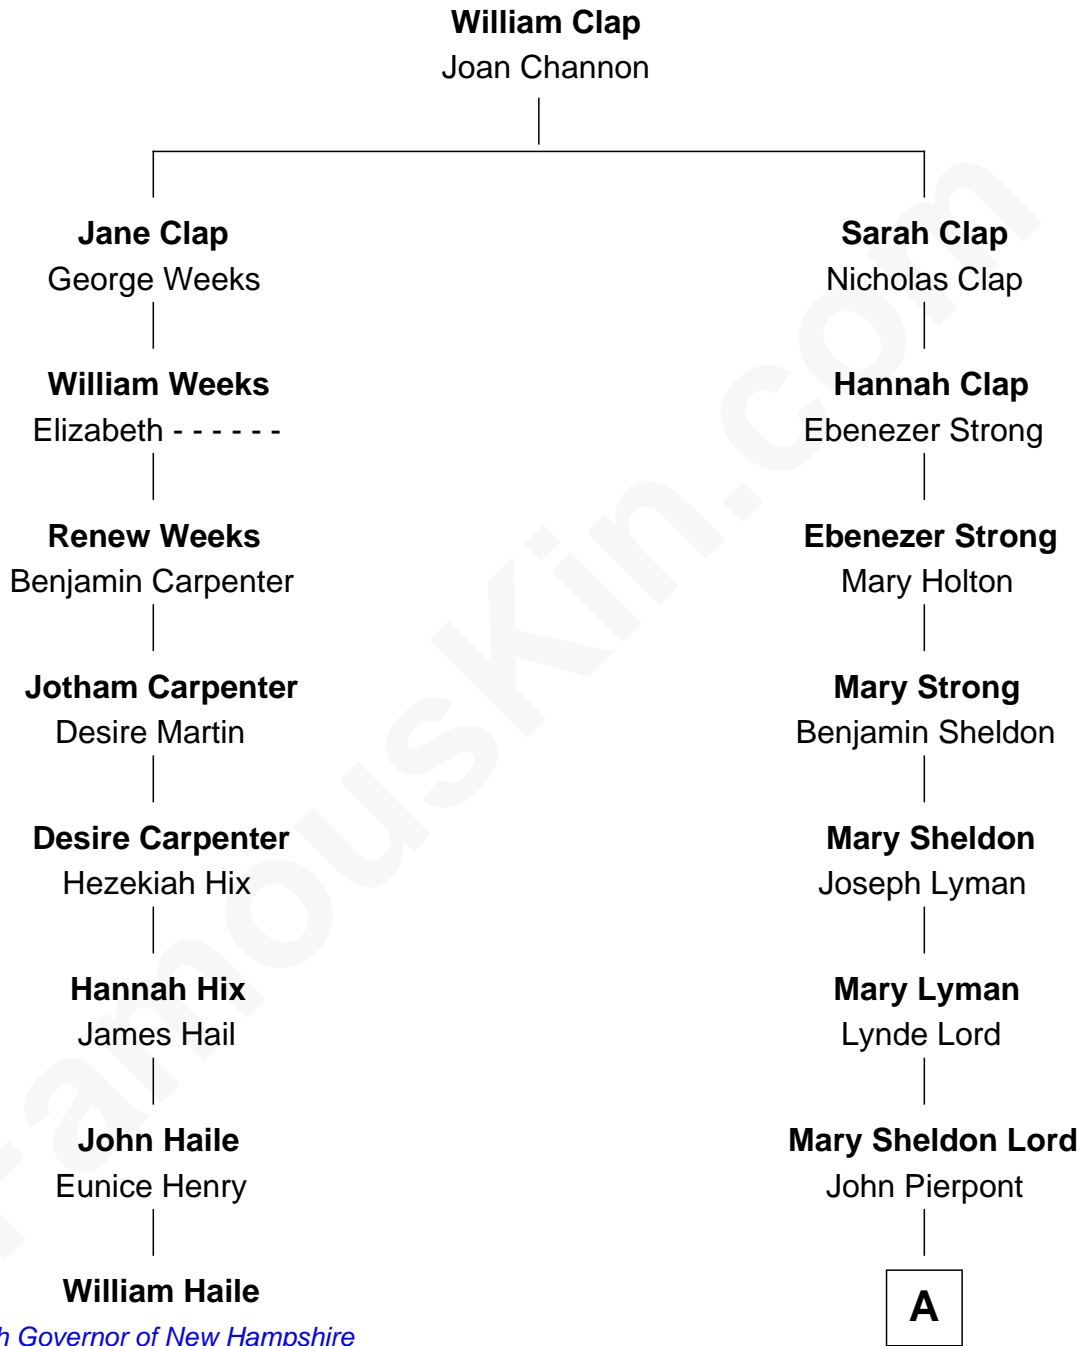 William Clap
Joan Channon
Jane Clap
George Weeks
Sarah Clap
Nicholas Clap
William Weeks
Elizabeth - - - - - -
Hannah Clap
Ebenezer Strong
Renew Weeks
Benjamin Carpenter
Ebenezer Strong
Mary Holton
Jotham Carpenter
Desire Martin
Mary Strong
Benjamin Sheldon
Desire Carpenter
Hezekiah Hix
Mary Sheldon
Joseph Lyman
Hannah Hix
James Hail
Mary Lyman
Lynde Lord
John Haile
Eunice Henry
Mary Sheldon Lord
John Pierpont
William Haile
h Governor of New Hampshire
A
FamousKin.com